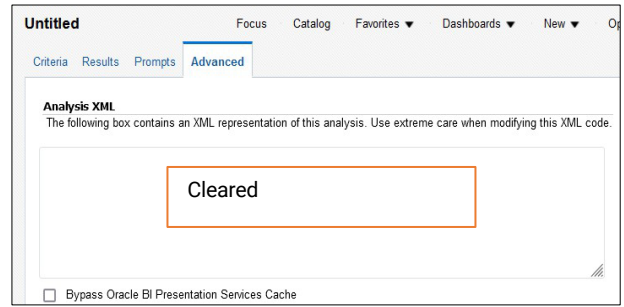 Untitled Focus Catalog Favorites ▼ Dashboards ▼ New ▼
Criteria Results Prompts Advanced
Analysis XML
The following box contains an XML representation of this analysis. Use extreme care when modifying this XML code.
Cleared
Bypass Oracle BI Presentation Services Cache